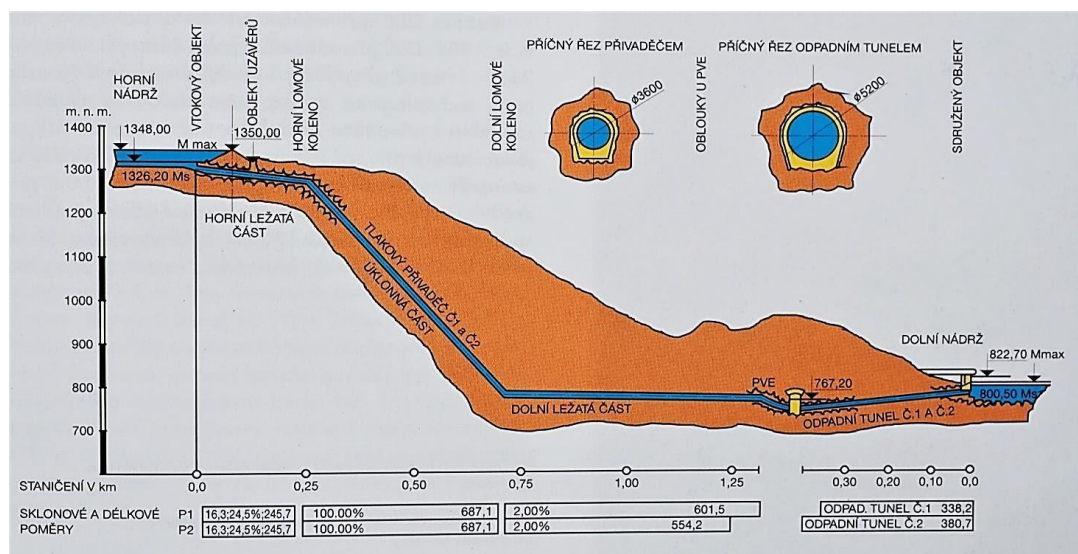 PŘÍČNÝ ŘEZ PŘIVADĚČEM
PŘÍČNÝ ŘEZ ODPADNÍM TUNELEM
HORNÍ
NÁDRŽ
VTOKOVÝ OBJEKT
OBJEKT UZÁVĚRŮ
HORNÍ LOMOVÉ
KOLENO
DOLNÍ LOMOVÉ
KOLENO
OBLOUKY U PVE
SDRUŽENÝ OBJEKT
ø3600
ø5200
m. n. m.
1400
1300
1200
1100
1000
900
800
700
1348,00
M max
1350,00
1326,20 Ms
HORNÍ LEŽATÁ
ČÁST
TLAKOVÝ PŘIVADĚČ Č1 a Č2
ÚKLONNÁ ČÁST
DOLNÍ LEŽATÁ ČÁST
PVE
767,20
ODPADNÍ TUNEL Č.1 A Č.2
DOLNÍ NÁDRŽ
822,70 Mmax
800,50 Ms
STANIČENÍ V km
0,0
0,25
0,50
0,75
1,00
1,25
0,30
0,20
0,10
0,0
SKLONOVÉ A DÉLKOVÉ
POMĚRY
P1 16,3;24,5%;245,7 100.00% 687,1 2,00% 601,5
P2 16,3;24,5%;245,7 100.00% 687,1 2,00% 554,2
ODPAD. TUNEL Č.1 338,2
ODPADNÍ TUNEL Č.2 380,7